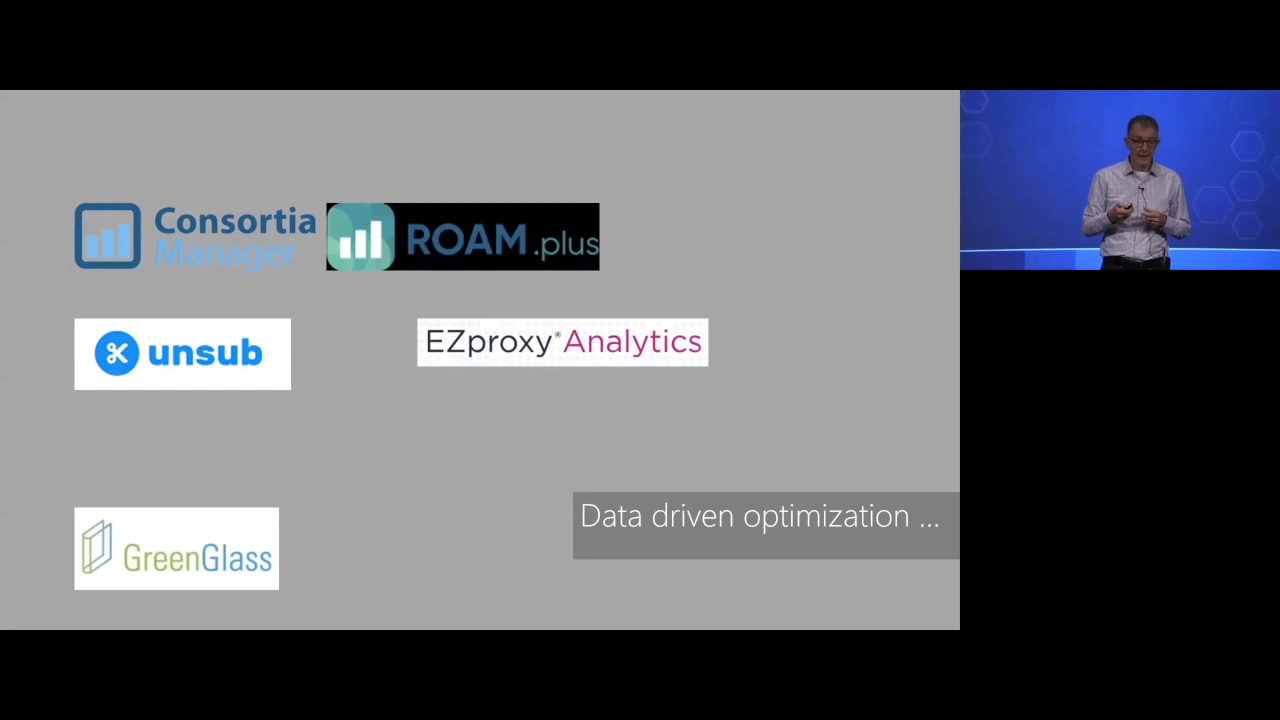 Consortia
Manager
ROAM.plus
unsub
EZproxy® Analytics
Data driven optimization ...
GreenGlass